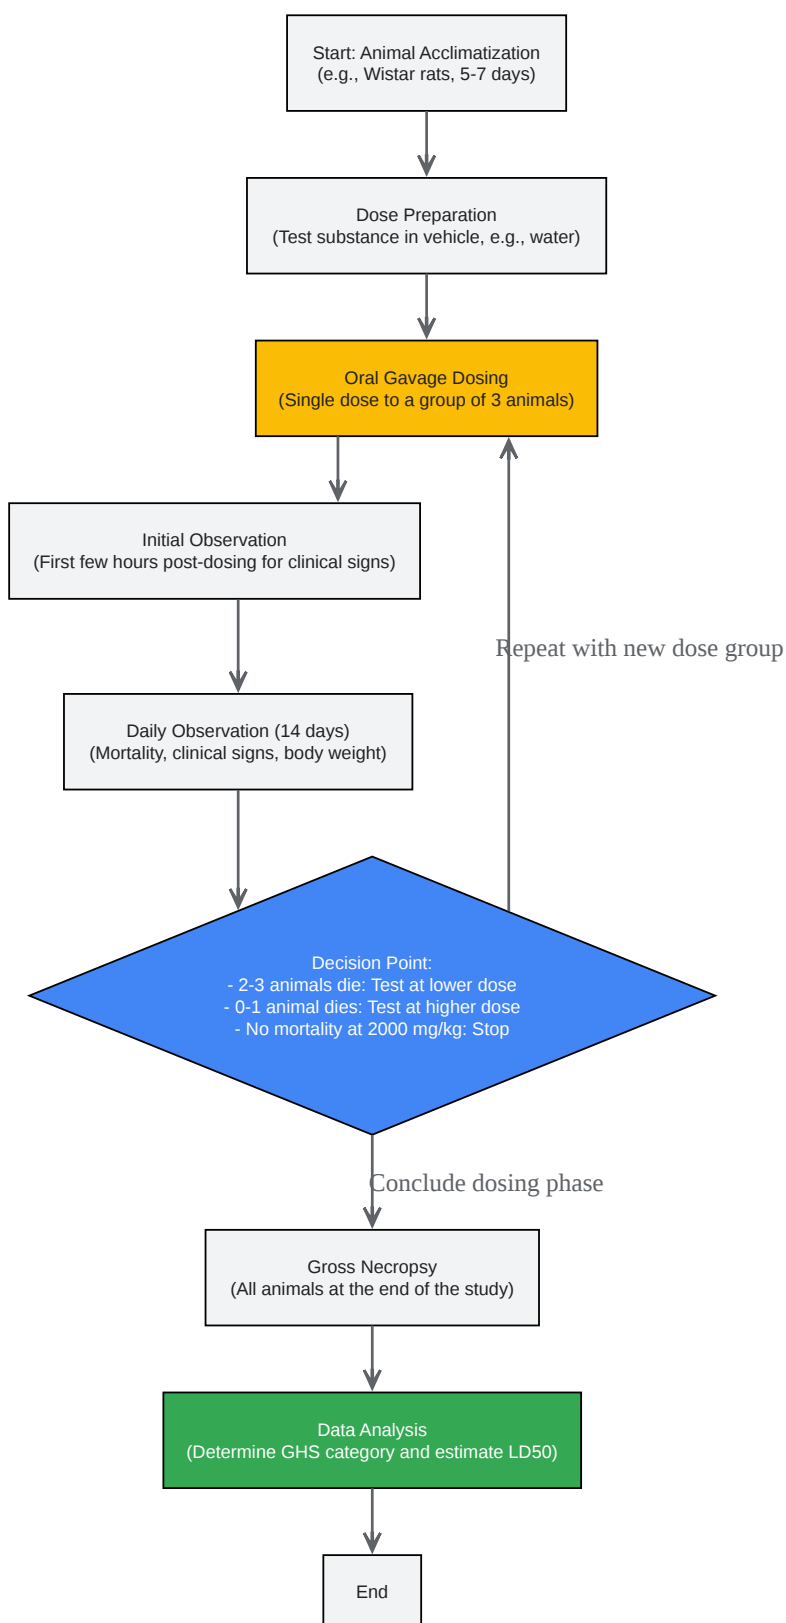 Start: Animal Acclimatization
(e.g., Wistar rats, 5-7 days)
Dose Preparation
(Test substance in vehicle, e.g., water)
Oral Gavage Dosing
(Single dose to a group of 3 animals)
Initial Observation
(First few hours post-dosing for clinical signs)
Repeat with new dose group
Daily Observation (14 days)
(Mortality, clinical signs, body weight)
Decision Point:
- 2-3 animals die: Test at lower dose
- 0-1 animal dies: Test at higher dose
- No mortality at 2000 mg/kg: Stop
Conclude dosing phase
Gross Necropsy
(All animals at the end of the study)
Data Analysis
(Determine GHS category and estimate LD50)
End